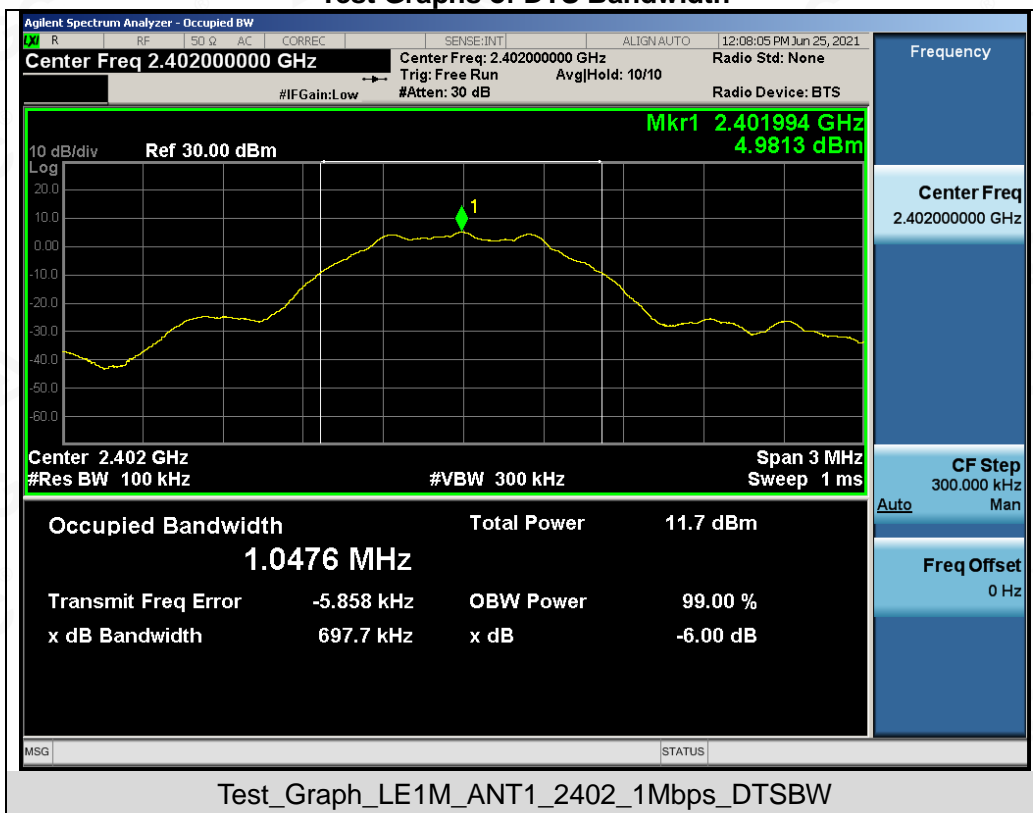 Test Graphs of DTS Bandwidth
Agilent Spectrum Analyzer - Occupied BW
LXI R RF 50 Ω AC CORREC SENSE:INT ALIGN AUTO 12:08:05 PM Jun 25, 2021
Center Freq 2.402000000 GHz
Center Freq: 2.402000000 GHz
Radio Std: None
Trig: Free Run Avg|Hold: 10/10
#IFGain:Low
#Atten: 30 dB
Radio Device: BTS
Frequency
Mkr1 2.401994 GHz
4.9813 dBm
10 dB/div Ref 30.00 dBm
Log
20.0
10.0
0.00
-10.0
-20.0
-30.0
-40.0
-50.0
-60.0
1
Center 2.402 GHz
Span 3 MHz
#Res BW 100 kHz
#VBW 300 kHz
Sweep 1 ms
Center Freq
2.402000000 GHz
CF Step
300.000 kHz
Auto Man
Freq Offset
0 Hz
Occupied Bandwidth
Total Power 11.7 dBm
1.0476 MHz
Transmit Freq Error -5.858 kHz
OBW Power 99.00 %
x dB Bandwidth 697.7 kHz
x dB -6.00 dB
MSG
STATUS
Test_Graph_LE1M_ANT1_2402_1Mbps_DTSBW